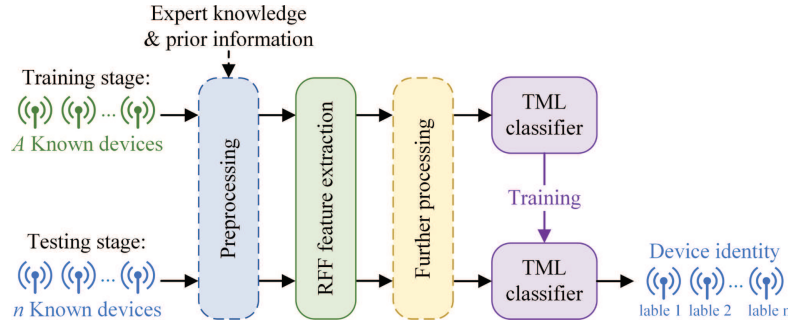 Expert knowledge
& prior information
Training stage:
...
A Known devices
Preprocessing
RFF feature extraction
Further processing
TML
classifier
Training
Testing stage:
...
n Known devices
TML
classifier
Device identity
...
lable 1 lable 2 lable n